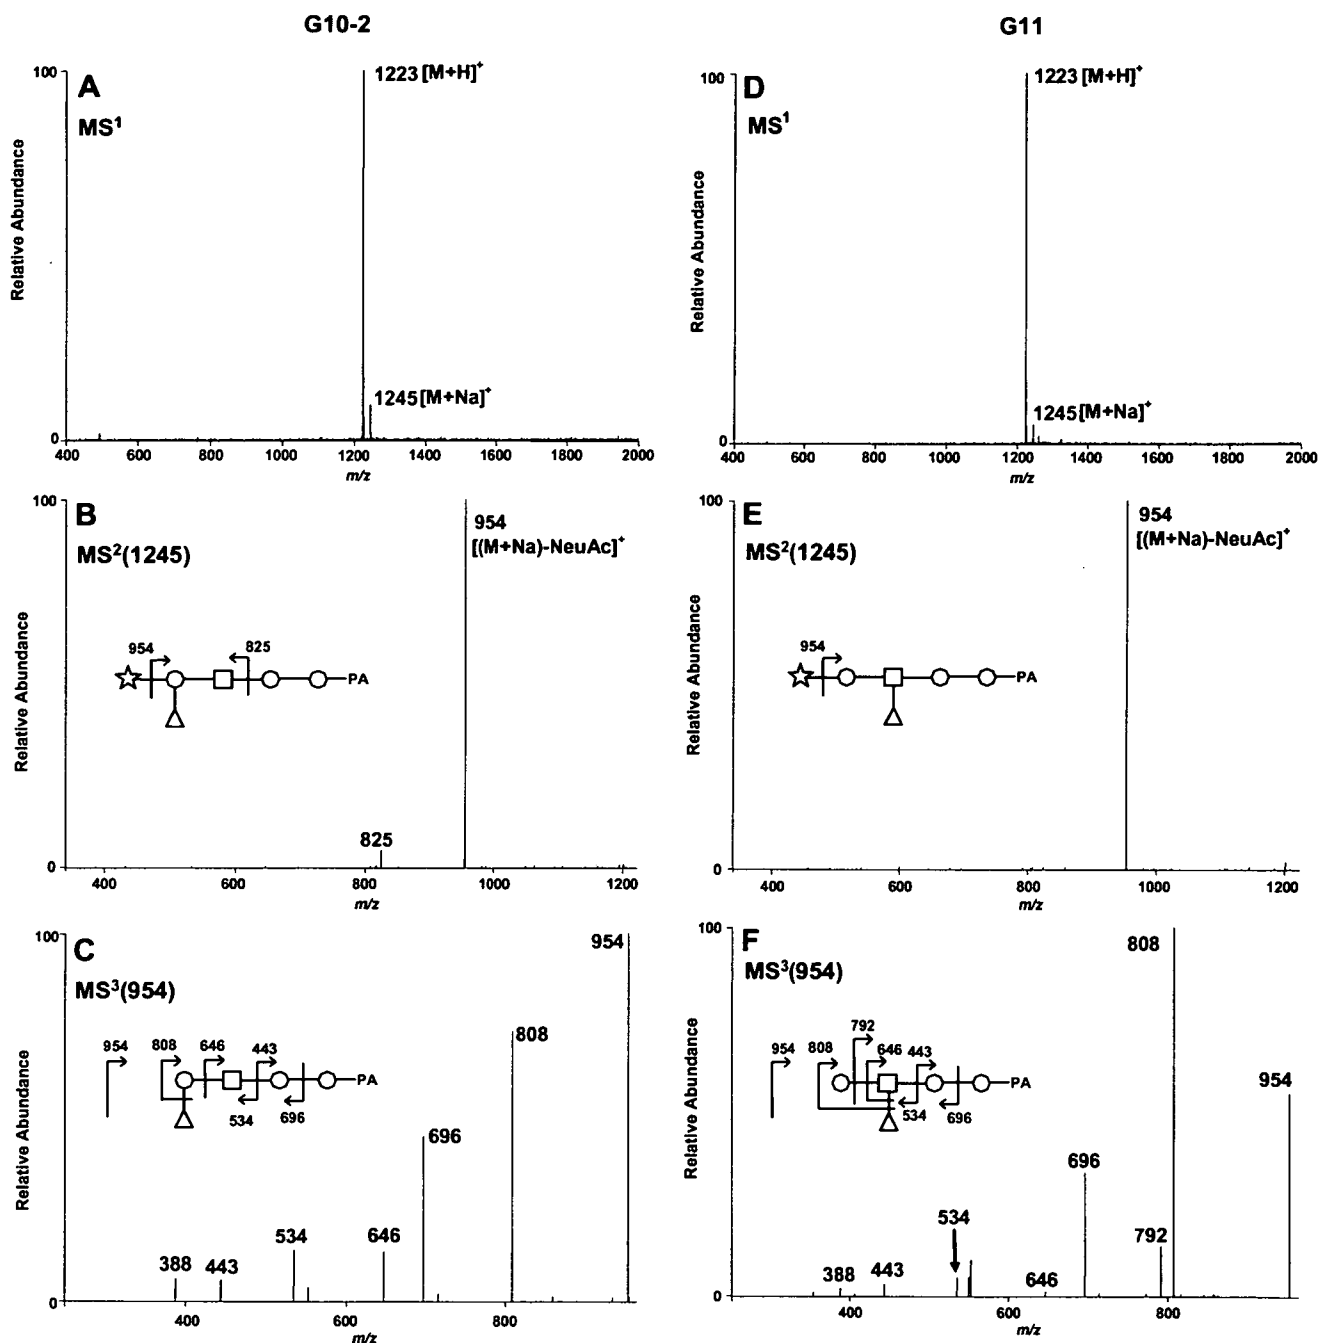 G10-2
G11
A
MS¹
Relative Abundance
100
0
1223 [M+H]⁺
1245 [M+Na]⁺
400 600 800 1000 1200 1400 1600 1800 2000
m/z
D
MS¹
Relative Abundance
100
0
1223 [M+H]⁺
1245 [M+Na]⁺
400 600 800 1000 1200 1400 1600 1800 2000
m/z
B
MS²(1245)
Relative Abundance
100
0
954
[(M+Na)-NeuAc]⁺
954
825
PA
825
400 600 800 1000 1200
m/z
E
MS²(1245)
Relative Abundance
100
0
954
[(M+Na)-NeuAc]⁺
954
PA
400 600 800 1000 1200
m/z
C
MS³(954)
Relative Abundance
100
0
954
808
954 808 646 443
PA
534 696
696
534
646
388
443
400 600 800
m/z
F
MS³(954)
Relative Abundance
100
0
808
954
792
954 808 646 443
PA
534 696
696
534
792
388
443
646
400 600 800
m/z